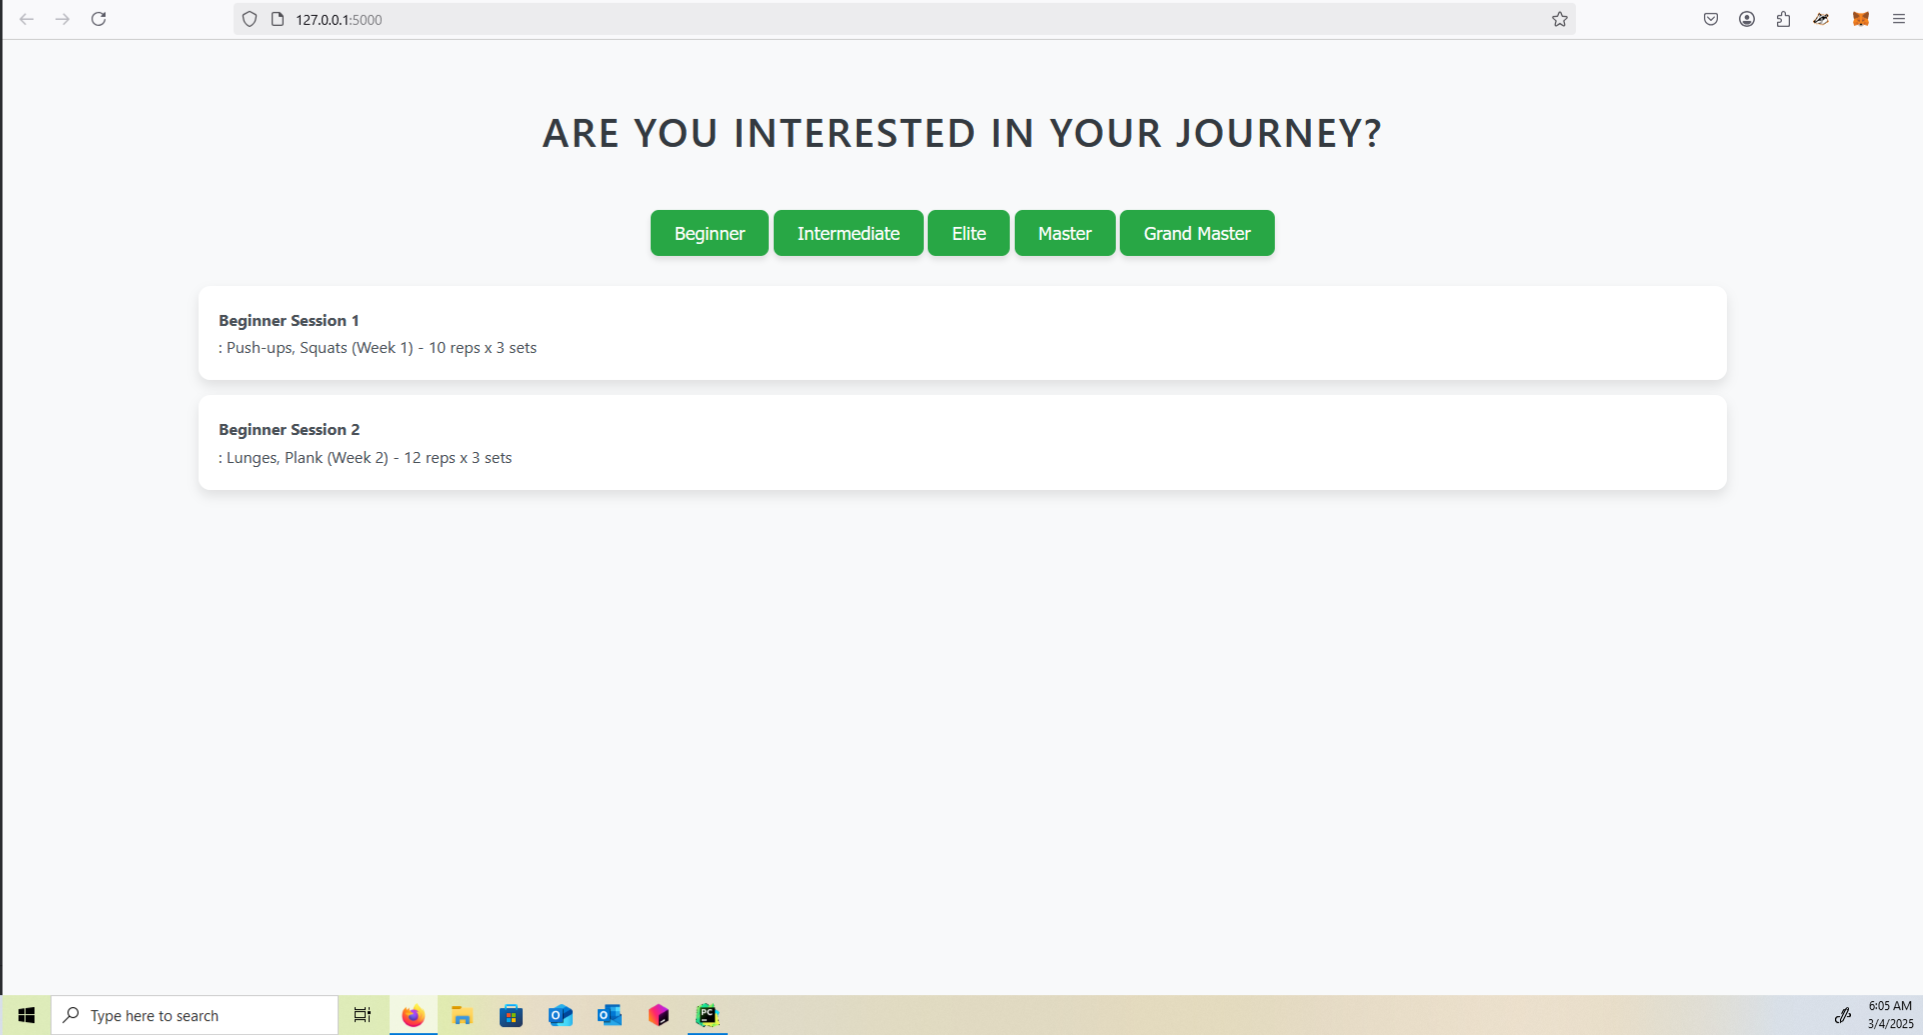 127.0.0.1:5000
ARE YOU INTERESTED IN YOUR JOURNEY?
Beginner Intermediate Elite Master Grand Master
Beginner Session 1
: Push-ups, Squats (Week 1) - 10 reps x 3 sets
Beginner Session 2
: Lunges, Plank (Week 2) - 12 reps x 3 sets
Type here to search
PC
6:05 AM
3/4/2025